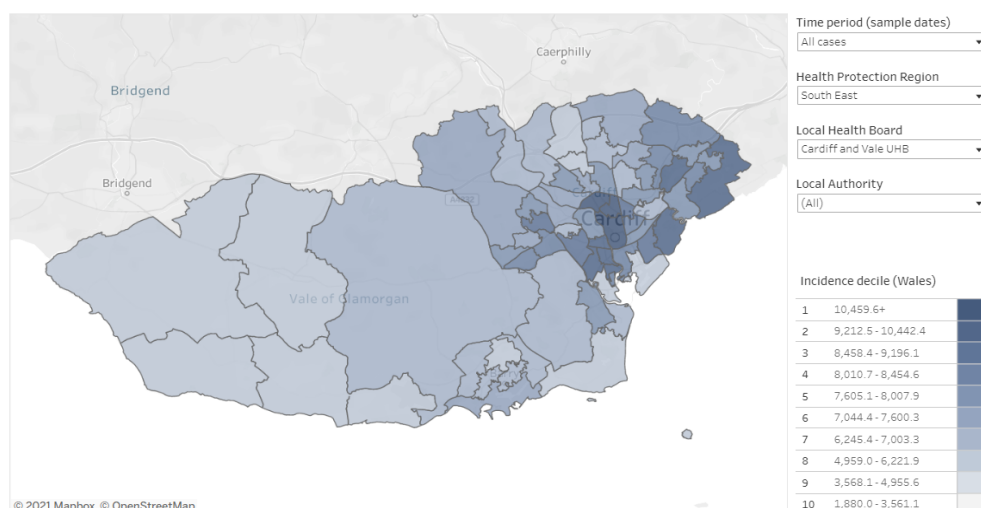 Time period (sample dates)
All cases
Health Protection Region
South East
Local Health Board
Cardiff and Vale UHB
Local Authority
(All)
Incidence decile (Wales)
1 10,459.6+
2 9,212.5 - 10,442.4
3 8,458.4 - 9,196.1
4 8,010.7 - 8,454.6
5 7,605.1 - 8,007.9
6 7,044.4 - 7,600.3
7 6,245.4 - 7,003.3
8 4,959.0 - 6,221.9
9 3,568.1 - 4,955.6
10 1,880.0 - 3,561.1
Caerphilly
Bridgend
Bridgend
Cardiff
Cardiff
Vale of Glamorgan
© 2021 Mapbox © OpenStreetMap